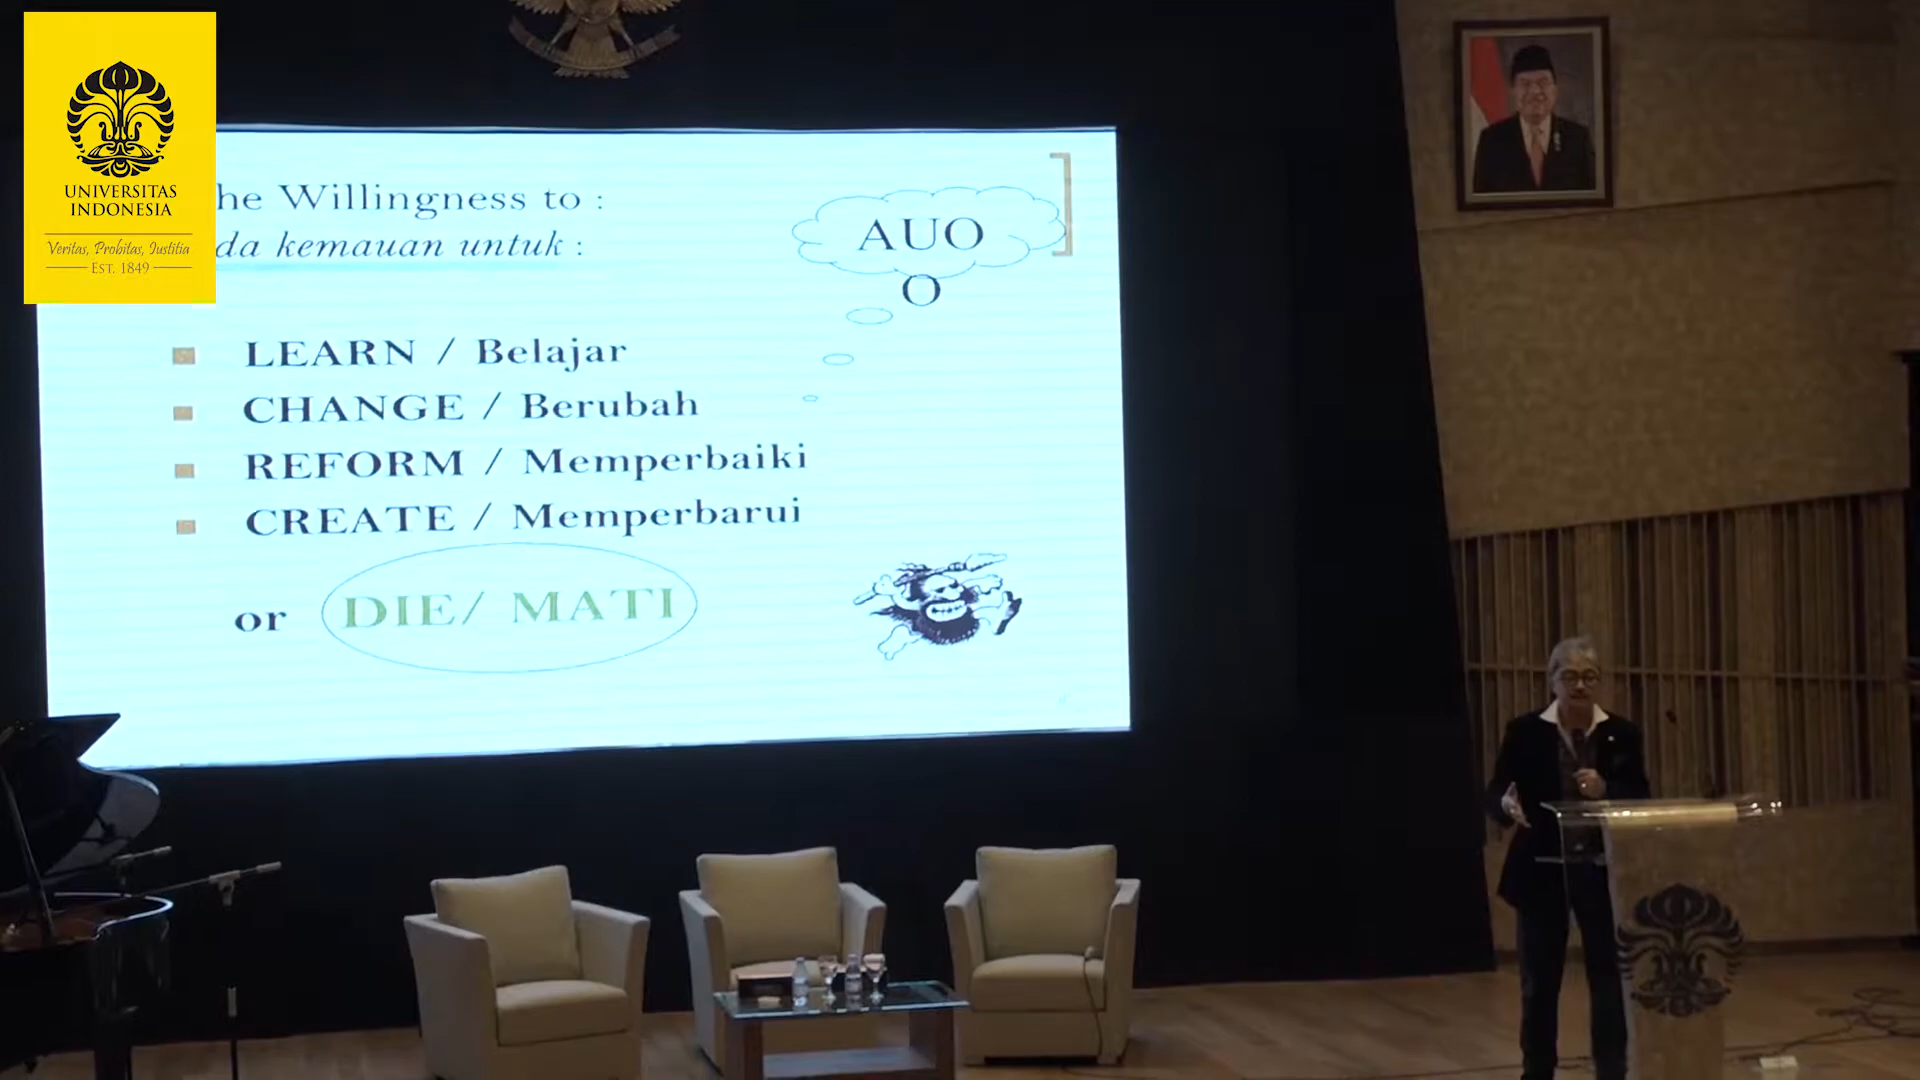 UNIVERSITAS
INDONESIA
Veritas, Probitas, Iustitia
EST. 1849
he Willingness to :
da kemauan untuk :
AUO
O
LEARN / Belajar
CHANGE / Berubah
REFORM / Memperbaiki
CREATE / Memperbarui
or DIE/ MATI